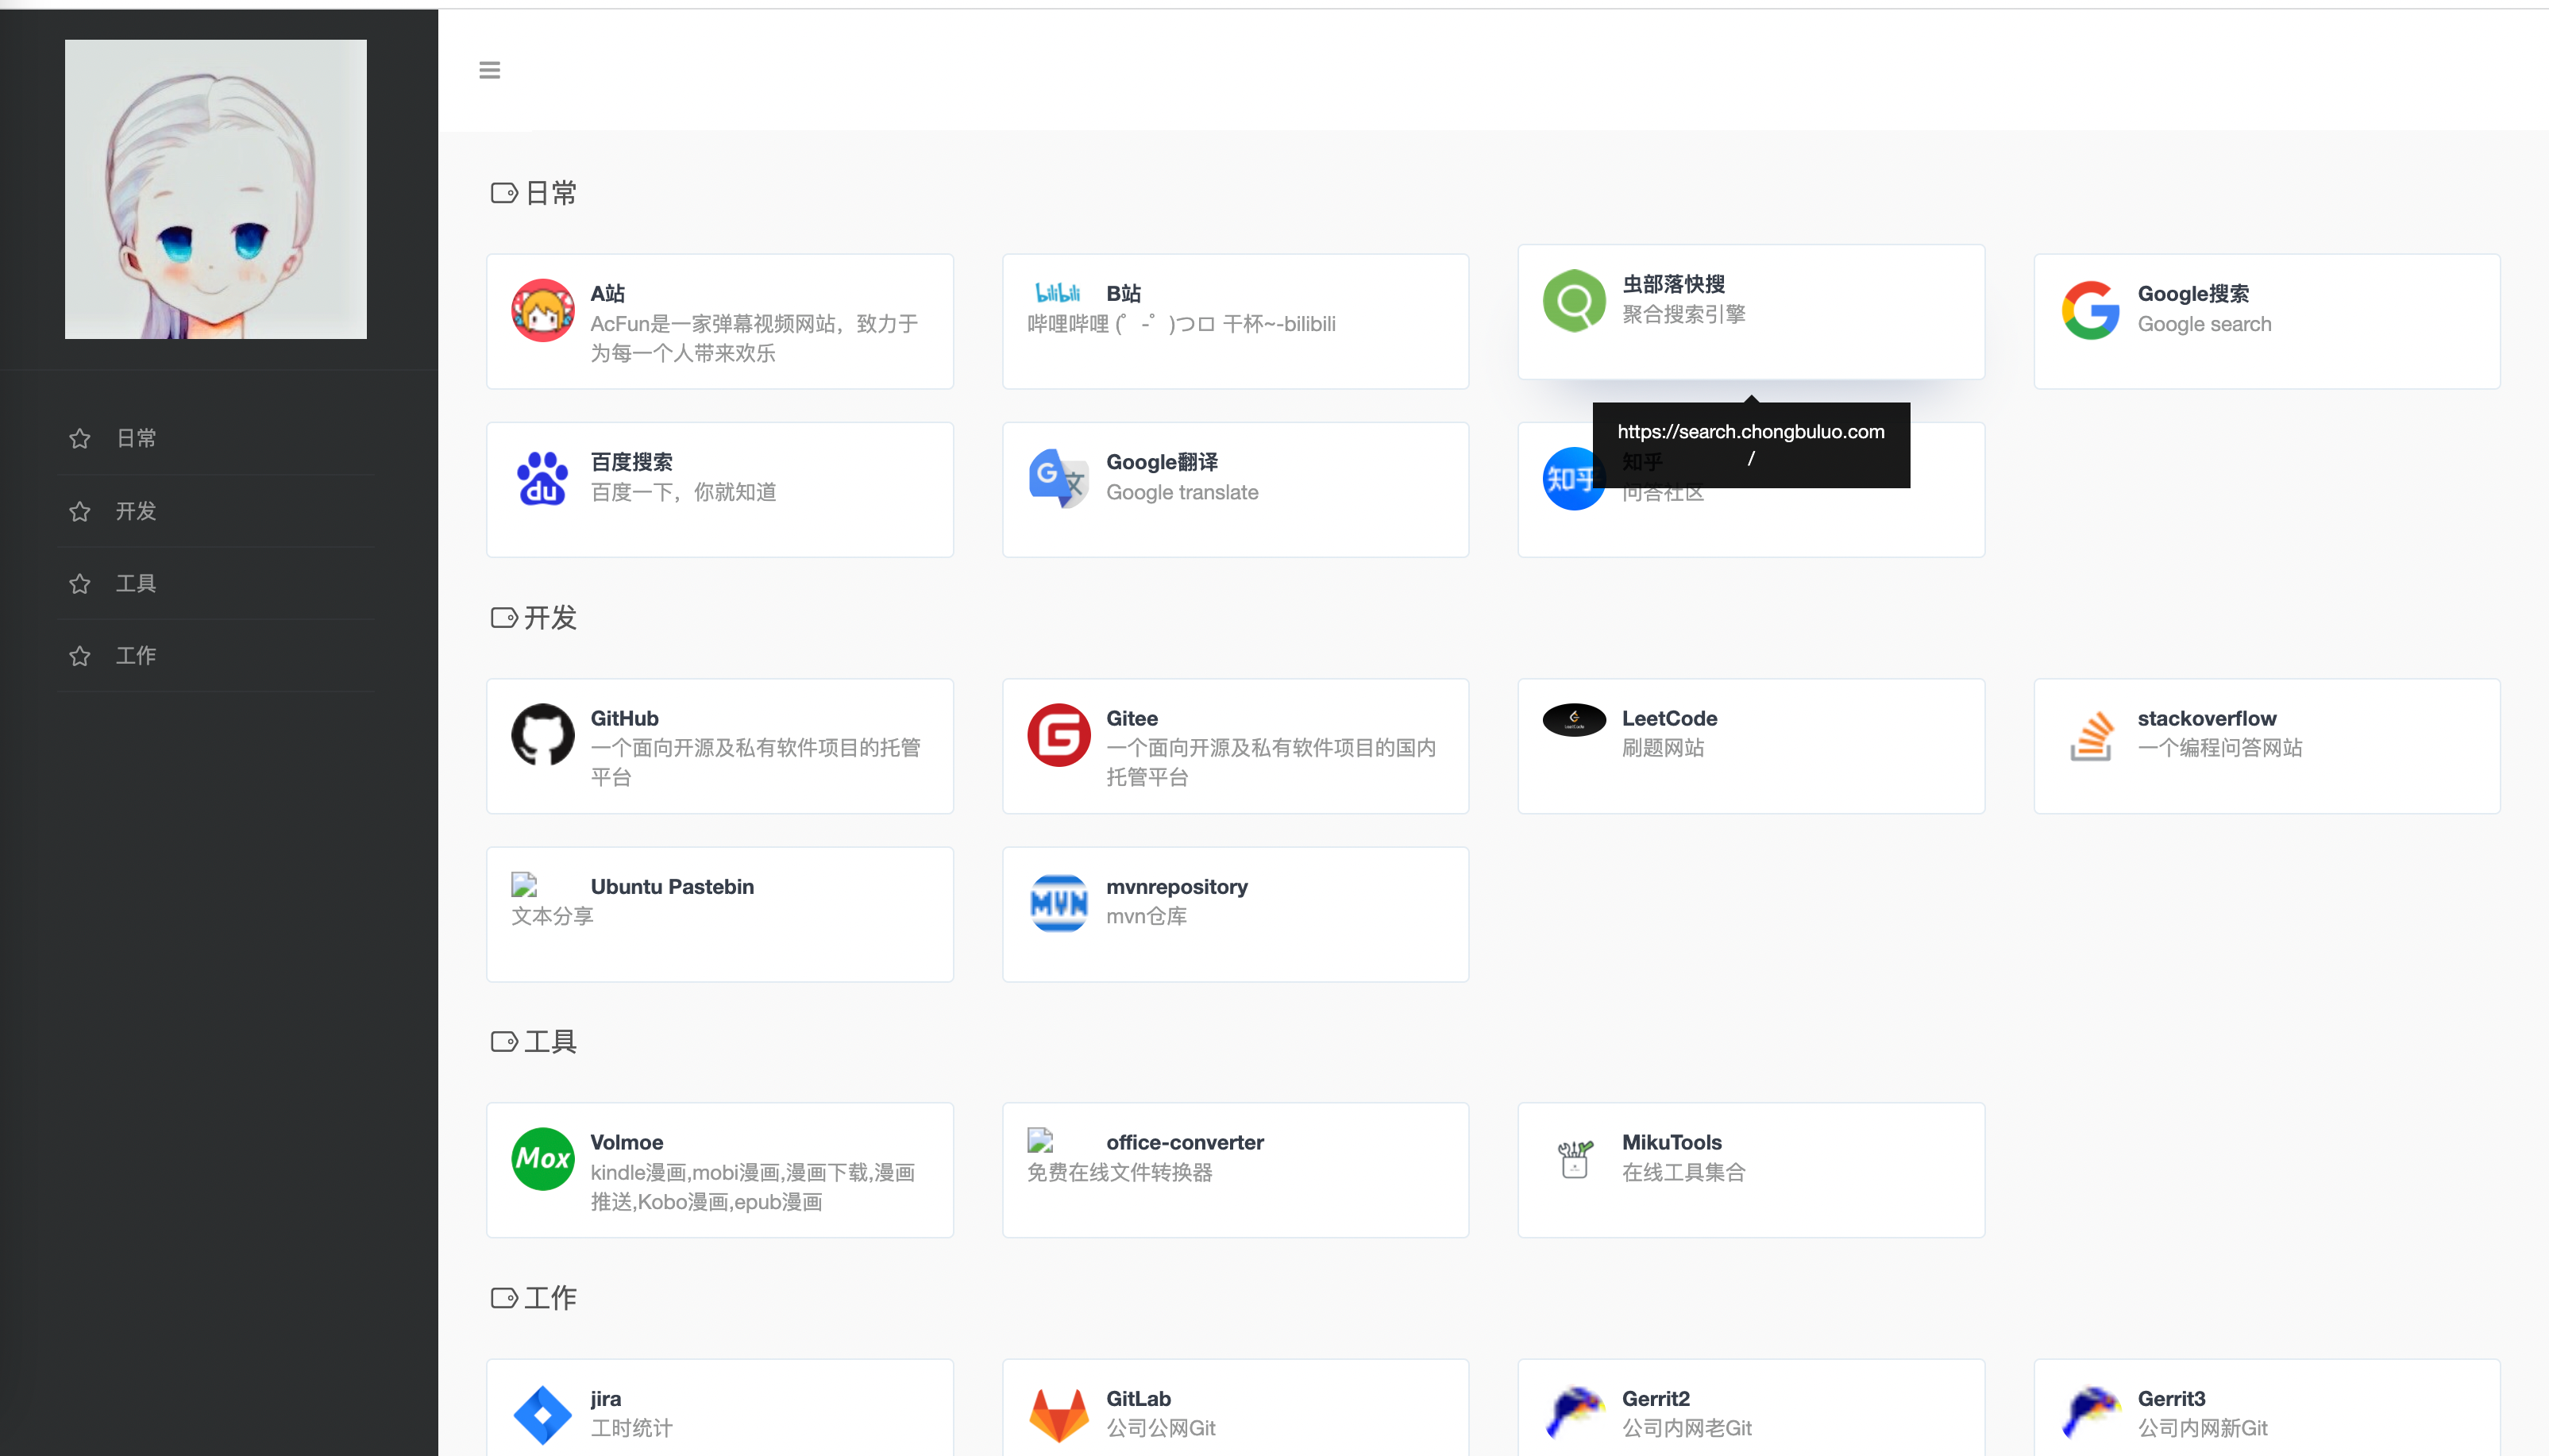 日常
开发
工具
工作
日常
A站
AcFun是一家弹幕视频网站，致力于
为每一个人带来欢乐
bilibili
B站
哔哩哔哩 (゜-゜)つロ 干杯~-bilibili
虫部落快搜
聚合搜索引擎
Google搜索
Google search
https://search.chongbuluo.com
/
du
百度搜索
百度一下，你就知道
G
文
Google翻译
Google translate
知乎
知乎
问答社区
开发
GitHub
一个面向开源及私有软件项目的托管
平台
G
Gitee
一个面向开源及私有软件项目的国内
托管平台
LeetCode
LeetCode
刷题网站
stackoverflow
一个编程问答网站
Ubuntu Pastebin
文本分享
MVN
mvnrepository
mvn仓库
工具
Mox
Volmoe
kindle漫画,mobi漫画,漫画下载,漫画
推送,Kobo漫画,epub漫画
office-converter
免费在线文件转换器
MikuTools
在线工具集合
工作
jira
工时统计
GitLab
公司公网Git
Gerrit2
公司内网老Git
Gerrit3
公司内网新Git